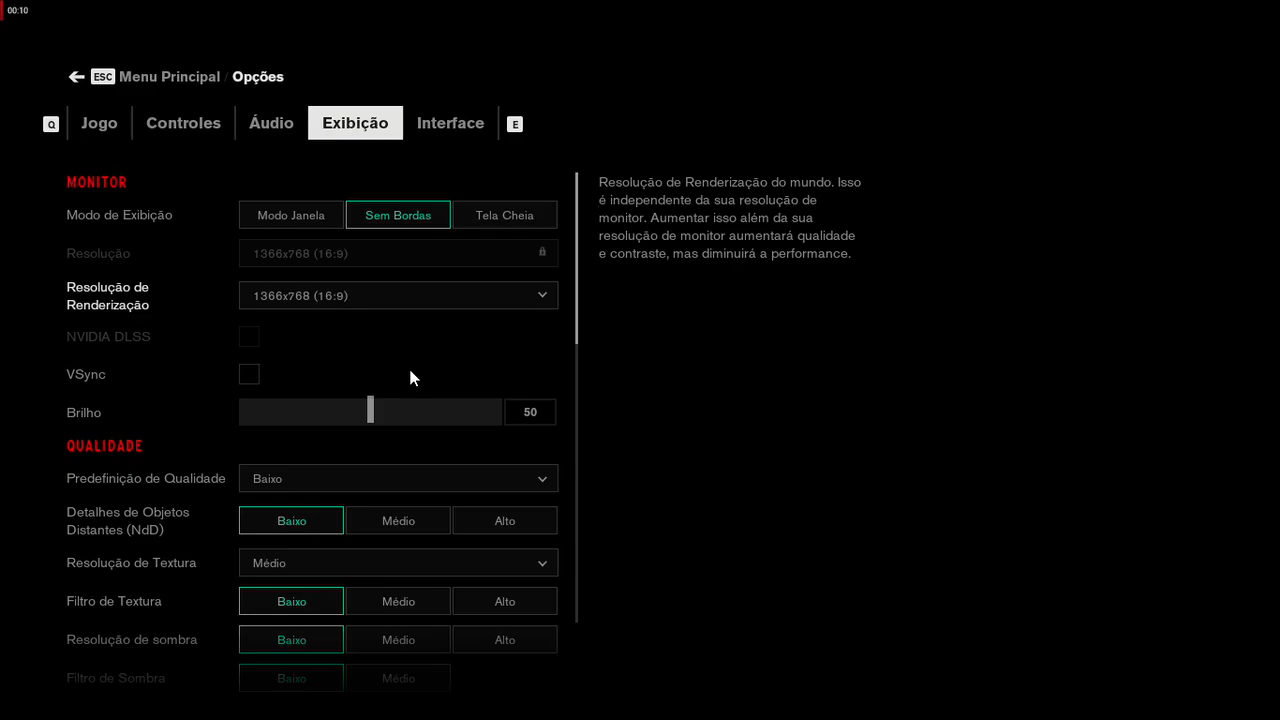 00:10
ESC Menu Principal / Opções
Q Jogo Controles Áudio Exibição Interface E
MONITOR
Modo de Exibição Modo Janela Sem Bordas Tela Cheia
Resolução 1366x768 (16:9)
Resolução de
Renderização 1366x768 (16:9)
NVIDIA DLSS
VSync
Brilho 50
QUALIDADE
Predefinição de Qualidade Baixo
Detalhes de Objetos
Distantes (NdD) Baixo Médio Alto
Resolução de Textura Médio
Filtro de Textura Baixo Médio Alto
Resolução de sombra Baixo Médio Alto
Filtro de Sombra Baixo Médio
Resolução de Renderização do mundo. Isso
é independente da sua resolução de
monitor. Aumentar isso além da sua
resolução de monitor aumentará qualidade
e contraste, mas diminuirá a performance.